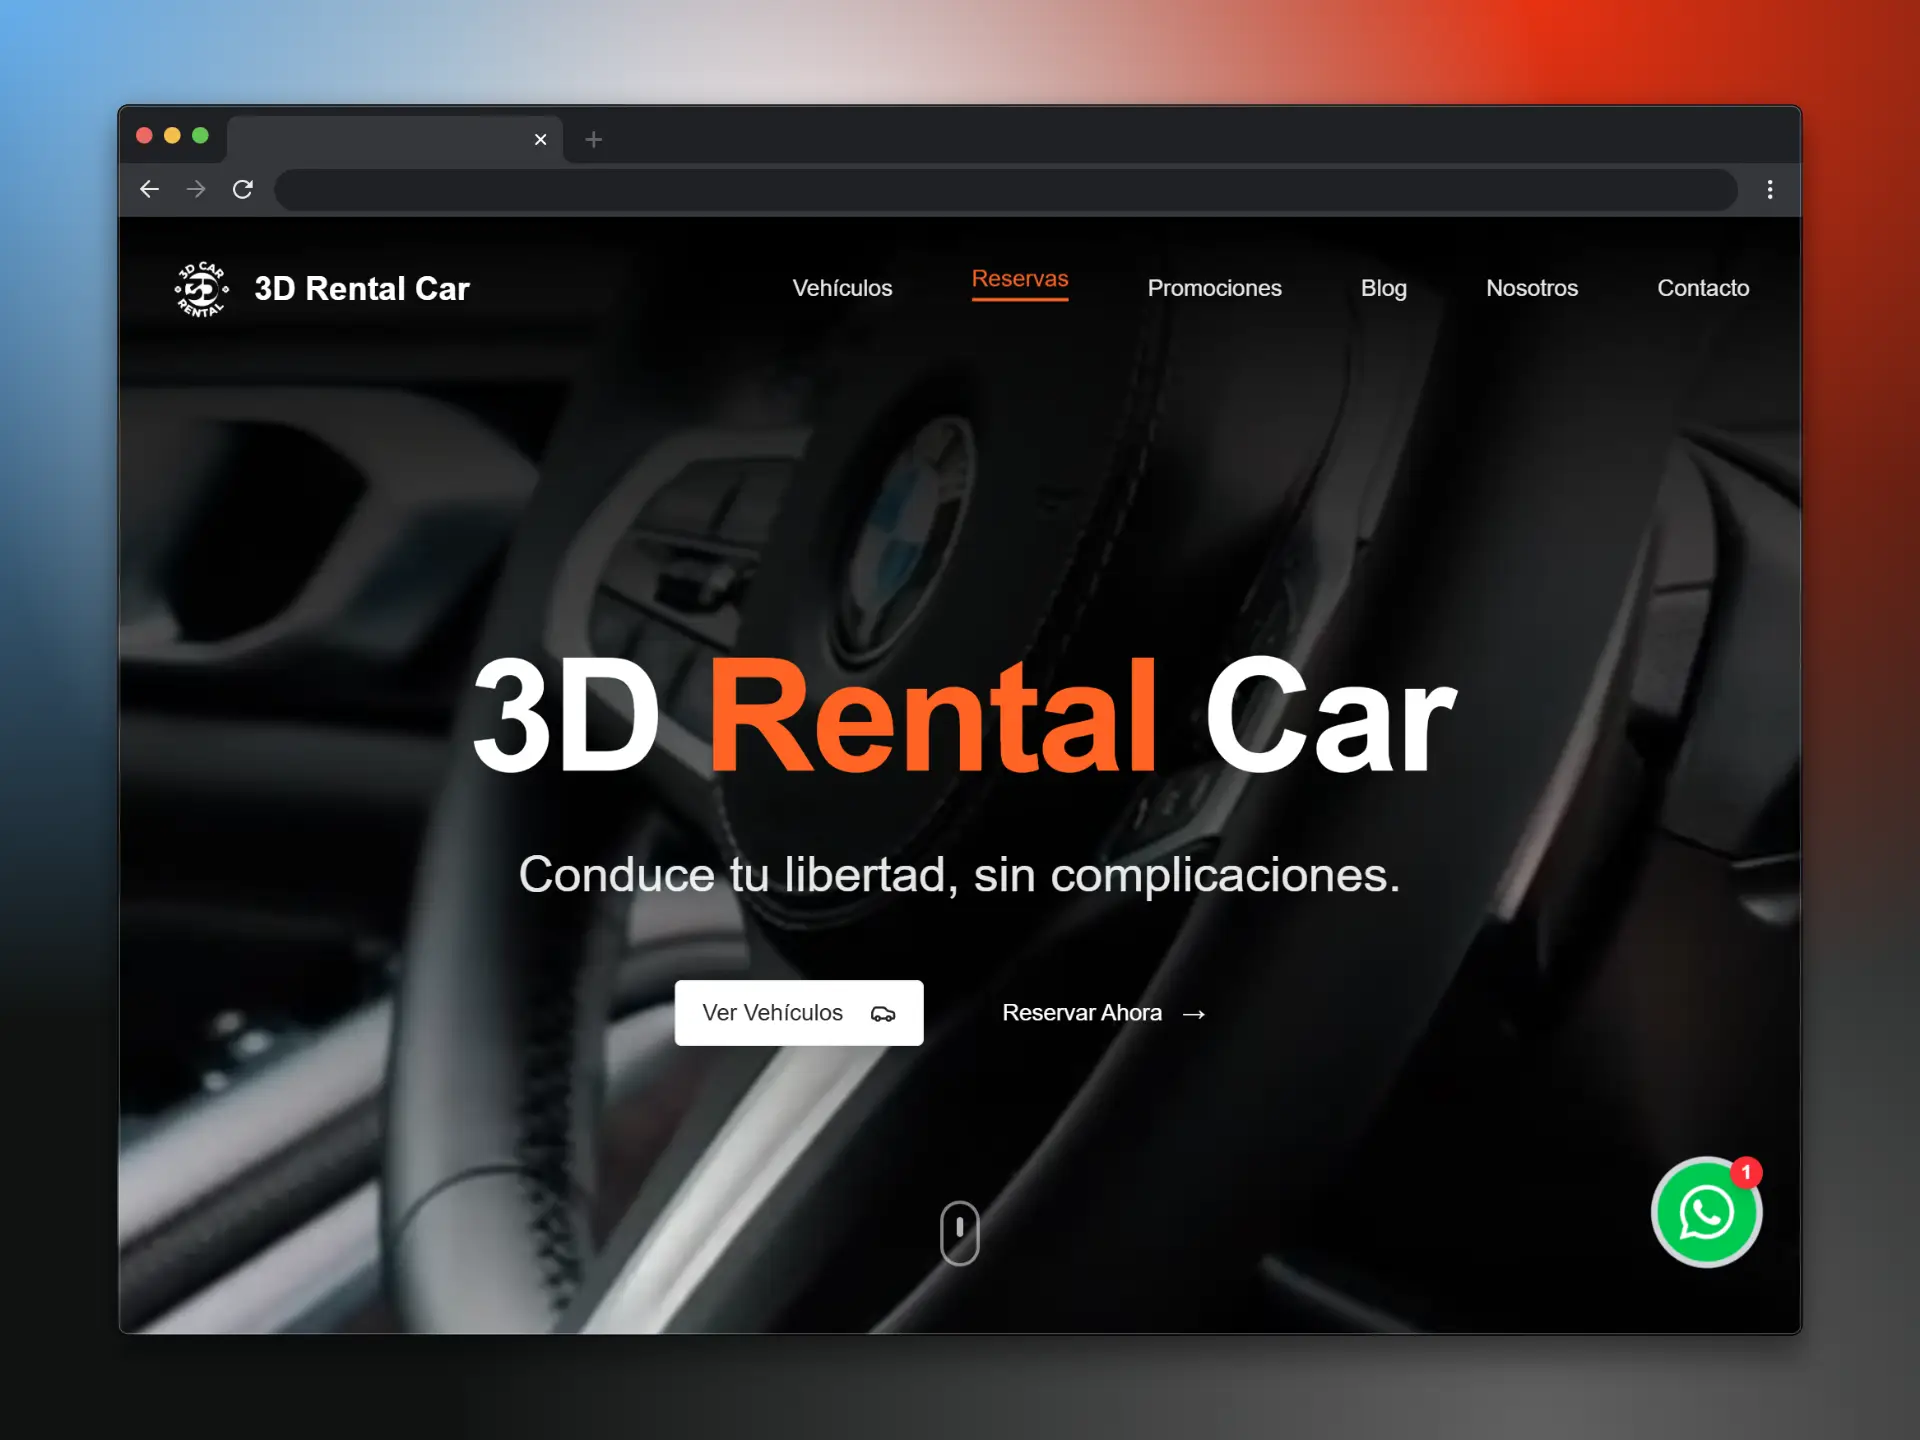 3D CAR
3D
RENTAL
3D Rental Car
Vehículos
Reservas
Promociones
Blog
Nosotros
Contacto
3D Rental Car
Conduce tu libertad, sin complicaciones.
Ver Vehículos
Reservar Ahora →
1